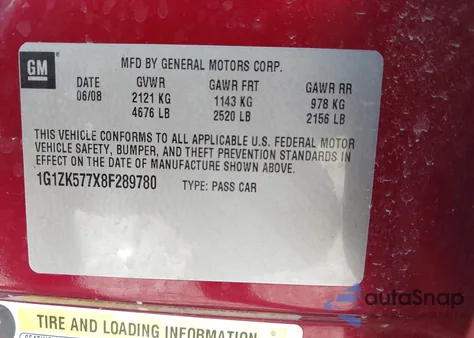 GM
MFD BY GENERAL MOTORS CORP.
DATE GVWR GAWR FRT GAWR RR
06/08 2121 KG 1143 KG 978 KG
4676 LB 2520 LB 2156 LB
THIS VEHICLE CONFORMS TO ALL APPLICABLE U.S. FEDERAL MOTOR
VEHICLE SAFETY, BUMPER, AND THEFT PREVENTION STANDARDS IN
EFFECT ON THE DATE OF MANUFACTURE SHOWN ABOVE.
1G1ZK577X8F289780 TYPE: PASS CAR
autoSnap
TIRE AND LOADING INFORMATION